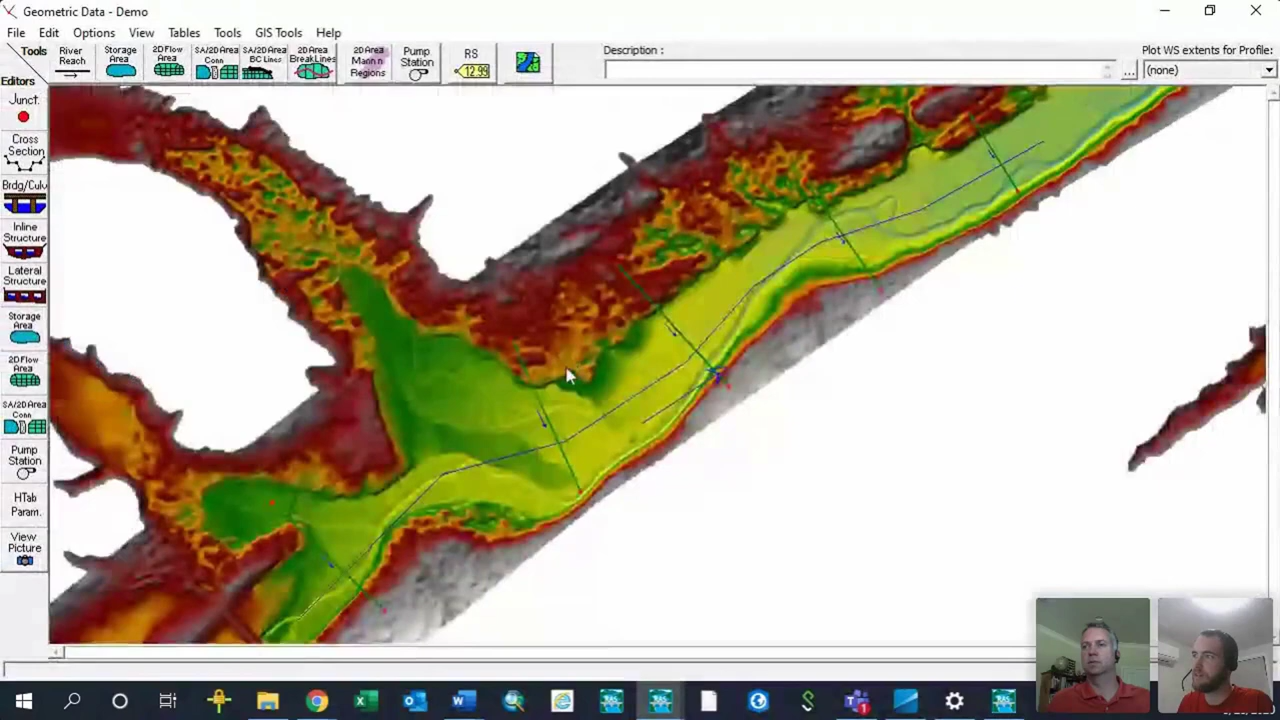 Geometric Data - Demo
File Edit Options View Tables Tools GIS Tools Help
Tools
River Reach
Storage Area
2D Flow Area
SA/2D Area Conn
SA/2D Area BC Lines
2D Area BreakLines
2D Area Mann n Regions
Pump Station
RS
12.99
Description :
...
Plot WS extents for Profile:
(none)
Editors
Junct.
Cross Section
Brdg/Culv
Inline Structure
Lateral Structure
Storage Area
2D Flow Area
SA/2D Area Conn
Pump Station
HTab Param.
View Picture